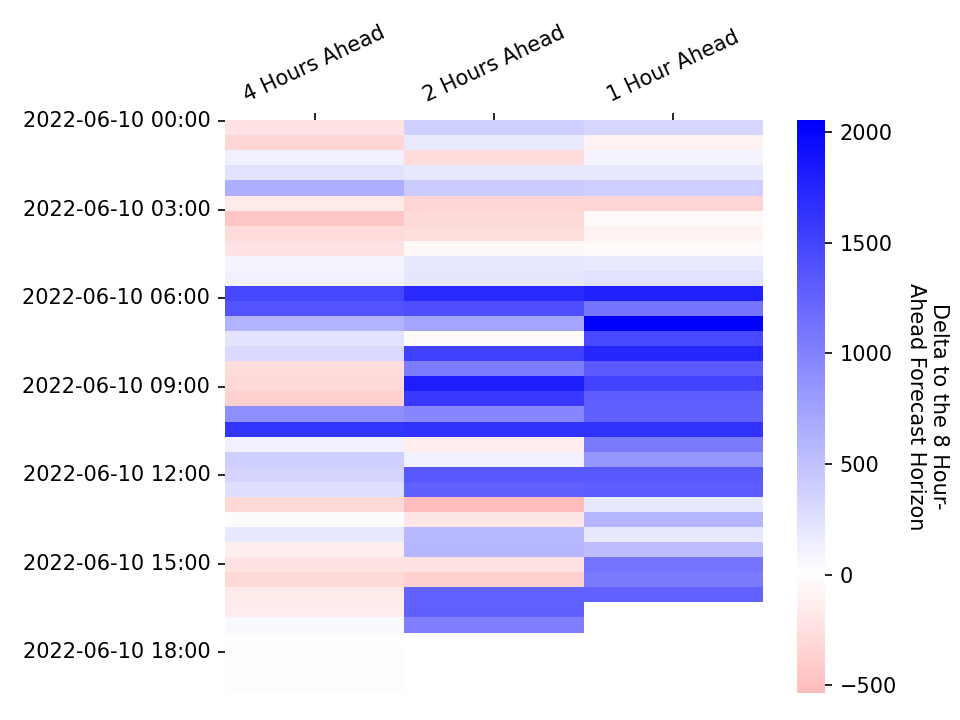 4 Hours Ahead
2 Hours Ahead
1 Hour Ahead
2022-06-10 00:00
2022-06-10 03:00
2022-06-10 06:00
2022-06-10 09:00
2022-06-10 12:00
2022-06-10 15:00
2022-06-10 18:00
2000
1500
1000
500
0
−500
Delta to the 8 Hour-
Ahead Forecast Horizon